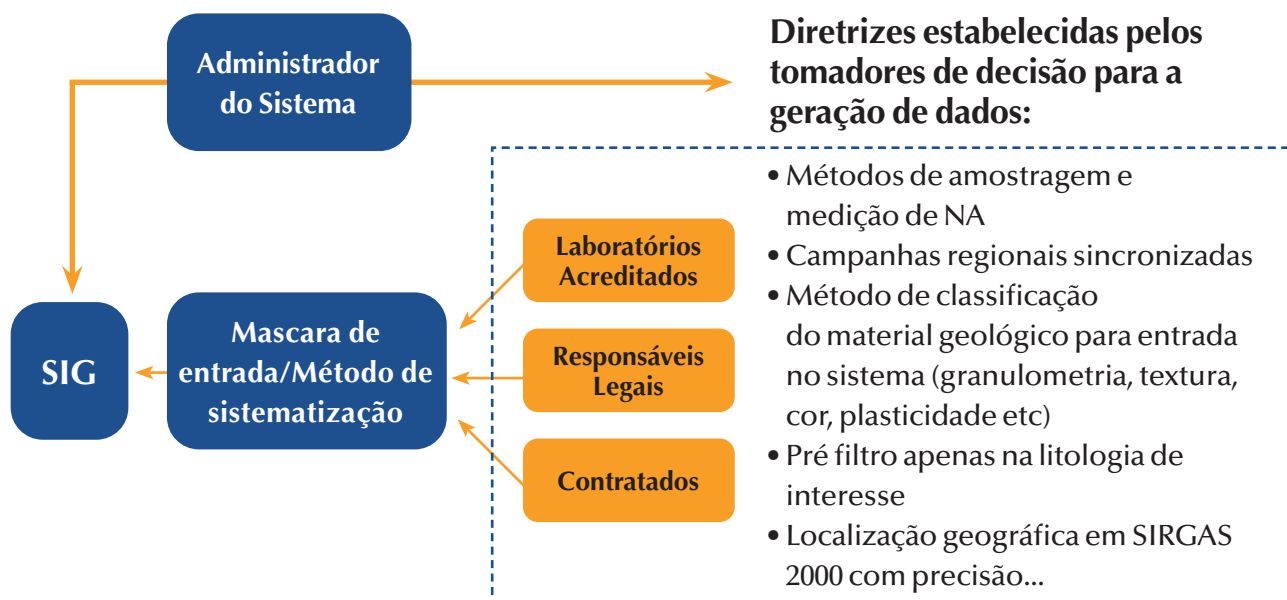 Administrador
do Sistema
Diretrizes estabelecidas pelos
tomadores de decisão para a
geração de dados:
SIG
Mascara de
entrada/Método de
sistematização
Laboratórios
Acreditados
Responsáveis
Legais
Contratados
• Métodos de amostragem e
medição de NA
• Campanhas regionais sincronizadas
• Método de classificação
do material geológico para entrada
no sistema (granulometria, textura,
cor, plasticidade etc)
• Pré filtro apenas na litologia de
interesse
• Localização geográfica em SIRGAS
2000 com precisão...